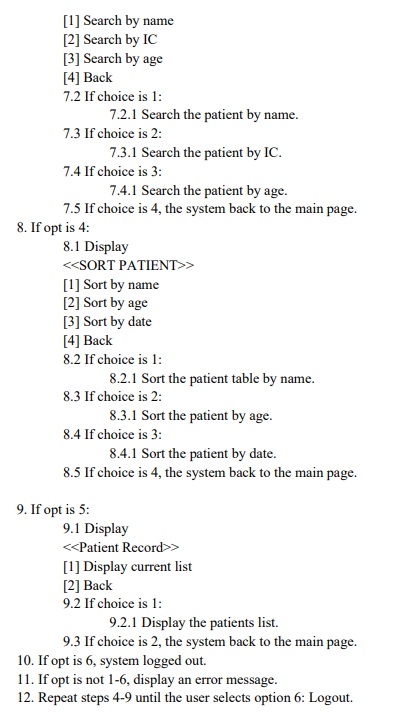 [1] Search by name
[2] Search by IC
[3] Search by age
[4] Back
7.2 If choice is 1:
7.2.1 Search the patient by name.
7.3 If choice is 2:
7.3.1 Search the patient by IC.
7.4 If choice is 3:
7.4.1 Search the patient by age.
7.5 If choice is 4, the system back to the main page.
8. If opt is 4:
8.1 Display
<<SORT PATIENT>>
[1] Sort by name
[2] Sort by age
[3] Sort by date
[4] Back
8.2 If choice is 1:
8.2.1 Sort the patient table by name.
8.3 If choice is 2:
8.3.1 Sort the patient by age.
8.4 If choice is 3:
8.4.1 Sort the patient by date.
8.5 If choice is 4, the system back to the main page.
9. If opt is 5:
9.1 Display
<<Patient Record>>
[1] Display current list
[2] Back
9.2 If choice is 1:
9.2.1 Display the patients list.
9.3 If choice is 2, the system back to the main page.
10. If opt is 6, system logged out.
11. If opt is not 1-6, display an error message.
12. Repeat steps 4-9 until the user selects option 6: Logout.